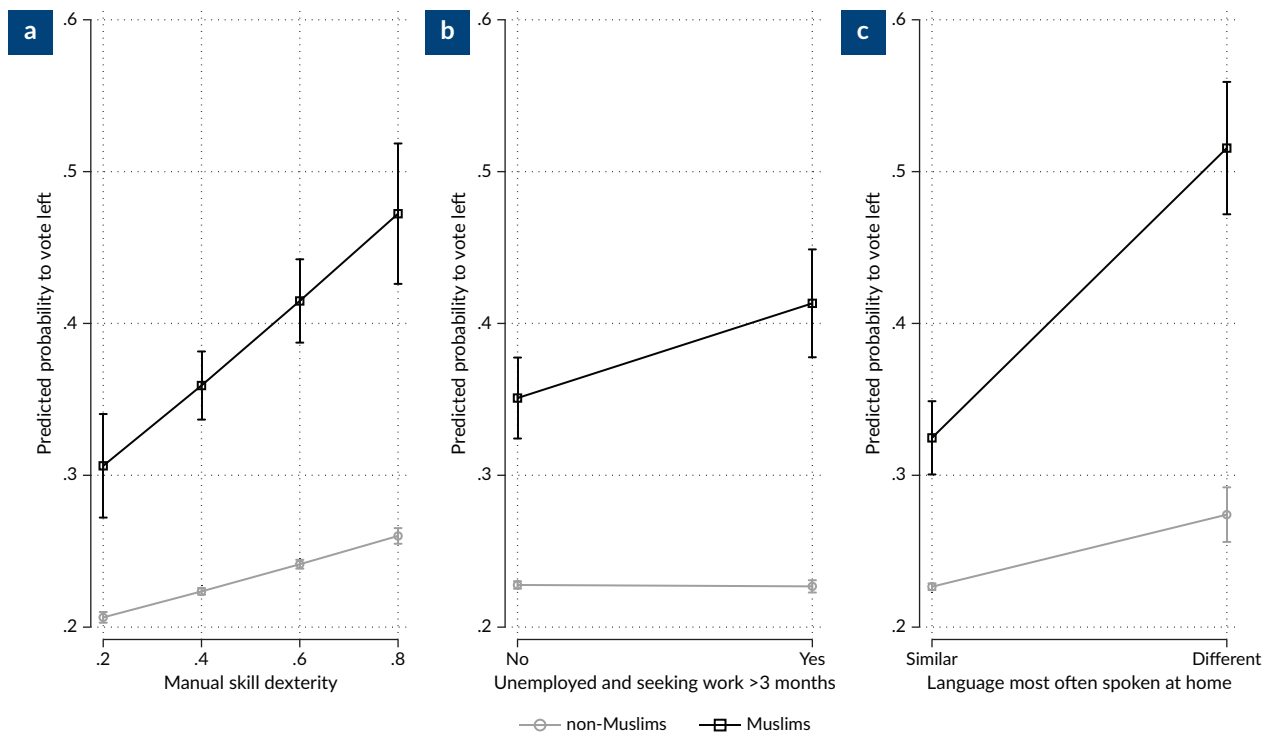 a
.6
.5
.4
.3
.2
Predicted probability to vote left
.2 .4 .6 .8
Manual skill dexterity
b
.6
.5
.4
.3
.2
Predicted probability to vote left
No Yes
Unemployed and seeking work >3 months
c
.6
.5
.4
.3
.2
Predicted probability to vote left
Similar Different
Language most often spoken at home
non-Muslims Muslims